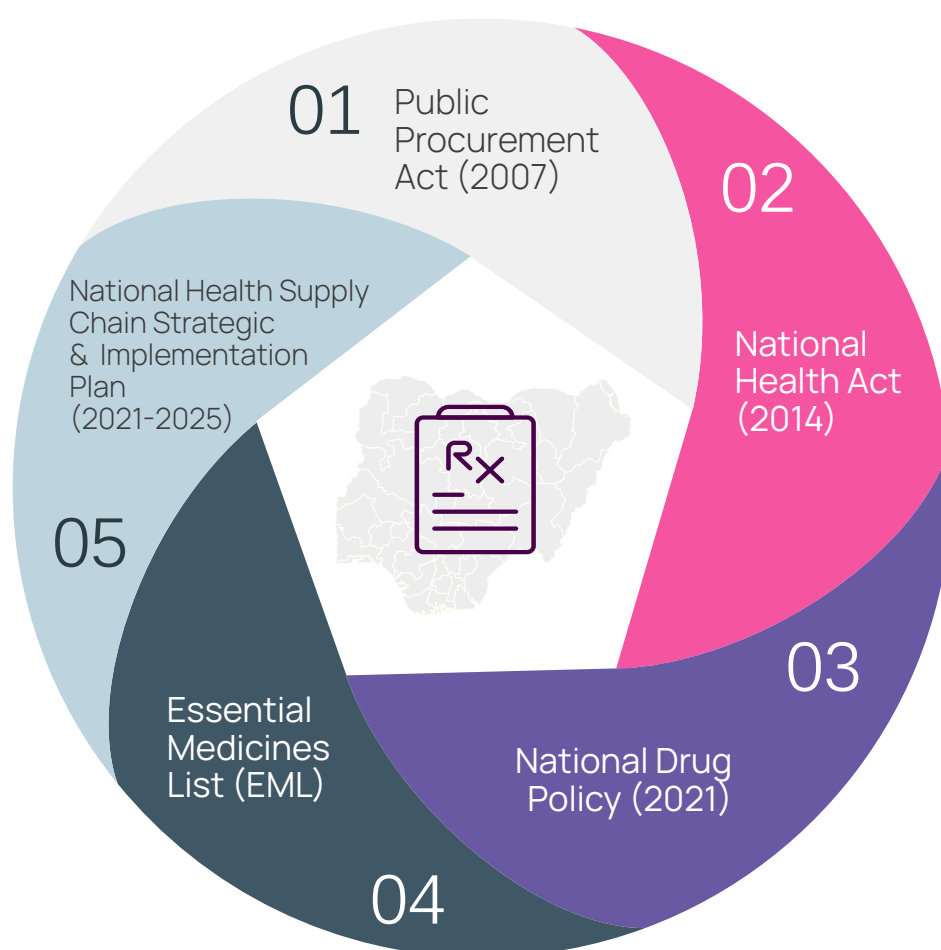 01
Public
Procurement
Act (2007)
02
National
Health Act
(2014)
03
National Drug
Policy (2021)
04
Essential
Medicines
List (EML)
05
National Health Supply
Chain Strategic
& Implementation
Plan
(2021-2025)
Rx